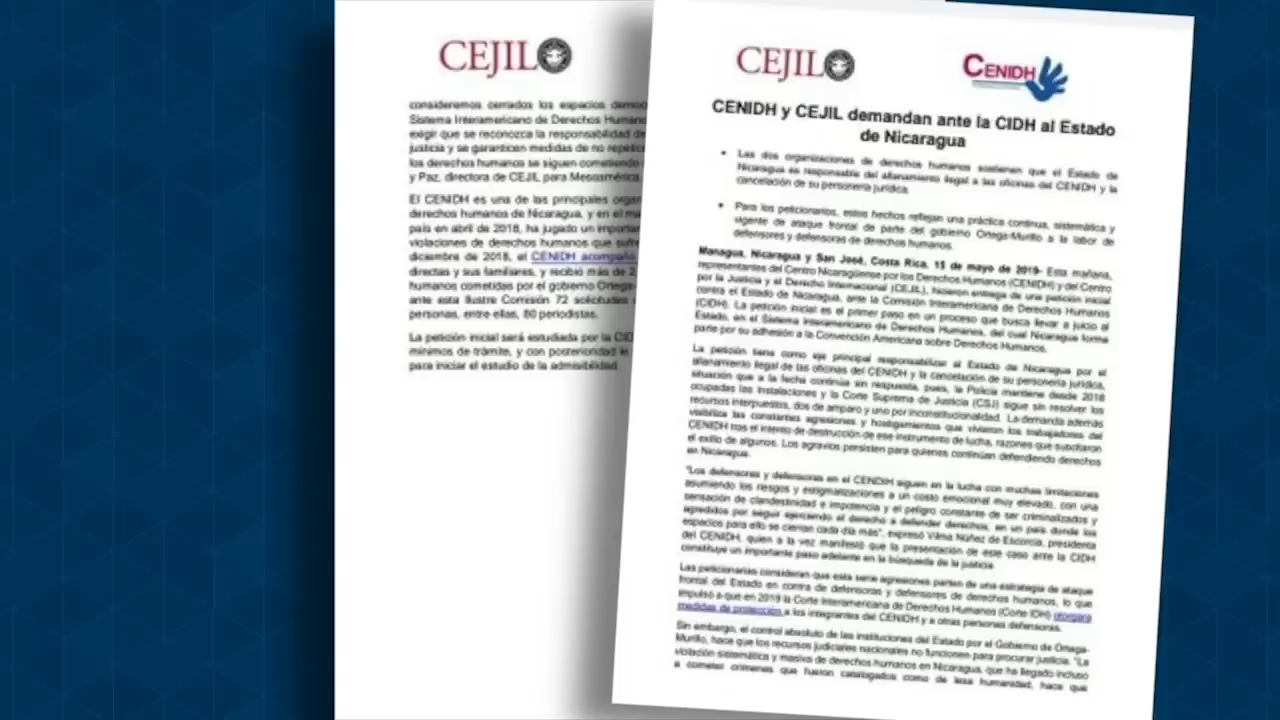 CEJIL
consideremos cerrados los espacios democ
Sistema Interamericano de Derechos Humano
exigir que se reconozca la responsabilidad de
justicia y se garanticen medidas de no repetic
los derechos humanos se siguen cometiendo
y Paz, directora de CEJIL para Mesoamérica.
El CENIDH es una de las principales organ
derechos humanos de Nicaragua, y en el ma
país en abril de 2018, ha jugado un important
violaciones de derechos humanos que sufre
diciembre de 2018, el CENIDH acompañó
directas y sus familiares, y recibió más de 2
humanos cometidas por el gobierno Ortega-
ante esta Ilustre Comisión 72 solicitudes
personas, entre ellas, 80 periodistas.
La petición inicial será estudiada por la CID
mínimos de trámite, y con posterioridad le
para iniciar el estudio de la admisibilidad.
CEJIL
CENIDH
CENIDH y CEJIL demandan ante la CIDH al Estado
de Nicaragua
• Las dos organizaciones de derechos humanos sostienen que el Estado de
Nicaragua es responsable del allanamiento ilegal a las oficinas del CENIDH y la
cancelación de su personería jurídica.
• Para los peticionarios, estos hechos reflejan una práctica continua, sistemática y
vigente de ataque frontal de parte del gobierno Ortega-Murillo a la labor de
defensores y defensoras de derechos humanos.
Managua, Nicaragua y San José, Costa Rica, 15 de mayo de 2019- Esta mañana,
representantes del Centro Nicaragüense por los Derechos Humanos (CENIDH) y del Centro
por la Justicia y el Derecho Internacional (CEJIL), hicieron entrega de una petición inicial
contra el Estado de Nicaragua, ante la Comisión Interamericana de Derechos Humanos
(CIDH). La petición inicial es el primer paso en un proceso que busca llevar a juicio al
Estado, en el Sistema Interamericano de Derechos Humanos, del cual Nicaragua forma
parte por su adhesión a la Convención Americana sobre Derechos Humanos.
La petición tiene como eje principal responsabilizar al Estado de Nicaragua por el
allanamiento ilegal de las oficinas del CENIDH y la cancelación de su personería jurídica,
situación que a la fecha continúa sin respuesta, pues, la Policía mantiene desde 2018
ocupadas las instalaciones y la Corte Suprema de Justicia (CSJ) sigue sin resolver los
recursos interpuestos, dos de amparo y uno por inconstitucionalidad. La demanda además
visibiliza las constantes agresiones y hostigamientos que vivieron los trabajadores del
CENIDH tras el intento de destrucción de ese instrumento de lucha, razones que suscitaron
el exilio de algunos. Los agravios persisten para quienes continúan defendiendo derechos
en Nicaragua.
"Los defensores y defensoras en el CENIDH siguen en la lucha con muchas limitaciones
asumiendo los riesgos y estigmatizaciones a un costo emocional muy elevado, con una
sensación de clandestinidad e impotencia y el peligro constante de ser criminalizados y
agredidos por seguir ejerciendo el derecho a defender derechos, en un país donde los
espacios para ello se cierran cada día más", expresó Vilma Núñez de Escorcia, presidenta
del CENIDH, quien a la vez manifestó que la presentación de este caso ante la CIDH
constituye un importante paso adelante en la búsqueda de la justicia
Las peticionarias consideran que esta serie agresiones parten de una estrategia de ataque
frontal del Estado en contra de defensoras y defensores de derechos humanos, lo que
impulsó a que en 2019 la Corte Interamericana de Derechos Humanos (Corte IDH) otorgara
medidas de protección a los integrantes del CENIDH y a otras personas defensoras.
Sin embargo, el control absoluto de las instituciones del Estado por el Gobierno de Ortega-
Murillo, hace que los recursos judiciales nacionales no funcionen para procurar justicia. "La
violación sistemática y masiva de derechos humanos en Nicaragua, que ha llegado incluso
a cometer crímenes que fueron catalogados como de lesa humanidad, hace que